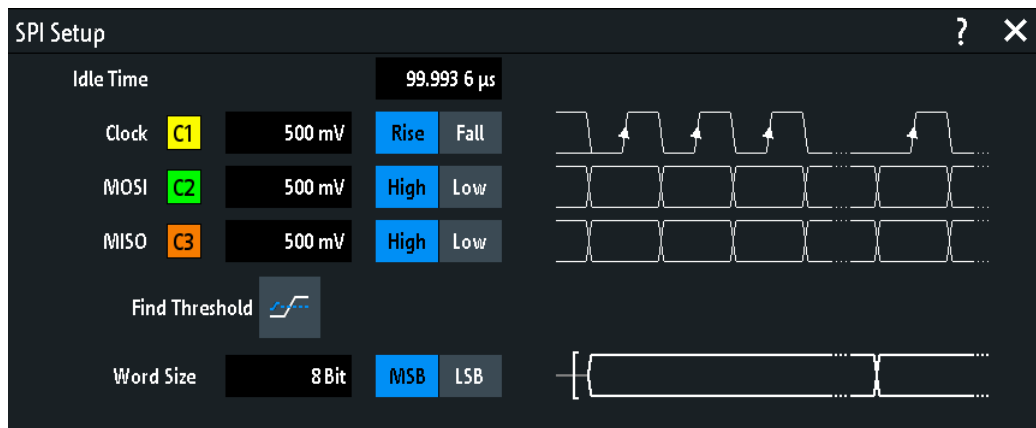 SPI Setup ? ×
Idle Time 99.993 6 µs
Clock C1 500 mV Rise Fall
MOSI C2 500 mV High Low
MISO C3 500 mV High Low
Find Threshold
Word Size 8 Bit MSB LSB